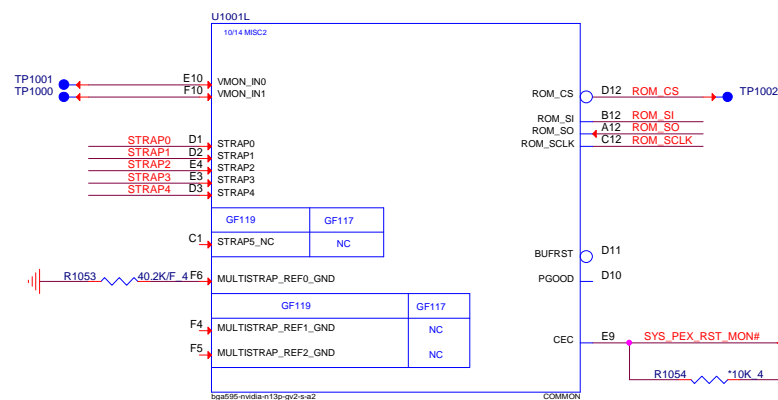 U1001L
10/14 MISC2
TP1001 E10 VMON_IN0
TP1000 F10 VMON_IN1
ROM_CS D12 ROM_CS TP1002
ROM_SI B12 ROM_SI
ROM_SO A12 ROM_SO
ROM_SCLK C12 ROM_SCLK
STRAP0 D1 STRAP0
STRAP1 D2 STRAP1
STRAP2 E4 STRAP2
STRAP3 E3 STRAP3
STRAP4 D3 STRAP4
GF119 GF117
C1 STRAP5_NC NC
BUFRST D11
PGOOD D10
R1053 40.2K/F_4 F6 MULTISTRAP_REF0_GND
GF119 GF117
F4 MULTISTRAP_REF1_GND NC
F5 MULTISTRAP_REF2_GND NC
CEC E9 SYS_PEX_RST_MON#
R1054 *10K_4
bga595-nvidia-n13p-gv2-s-a2 COMMON